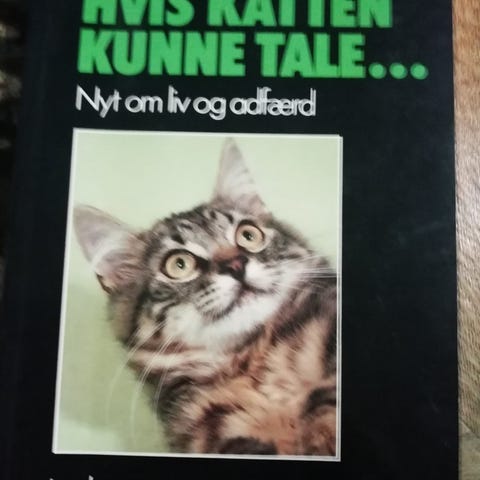 HVIS KATTEN
KUNNE TALE...
Nyt om liv og adfærd